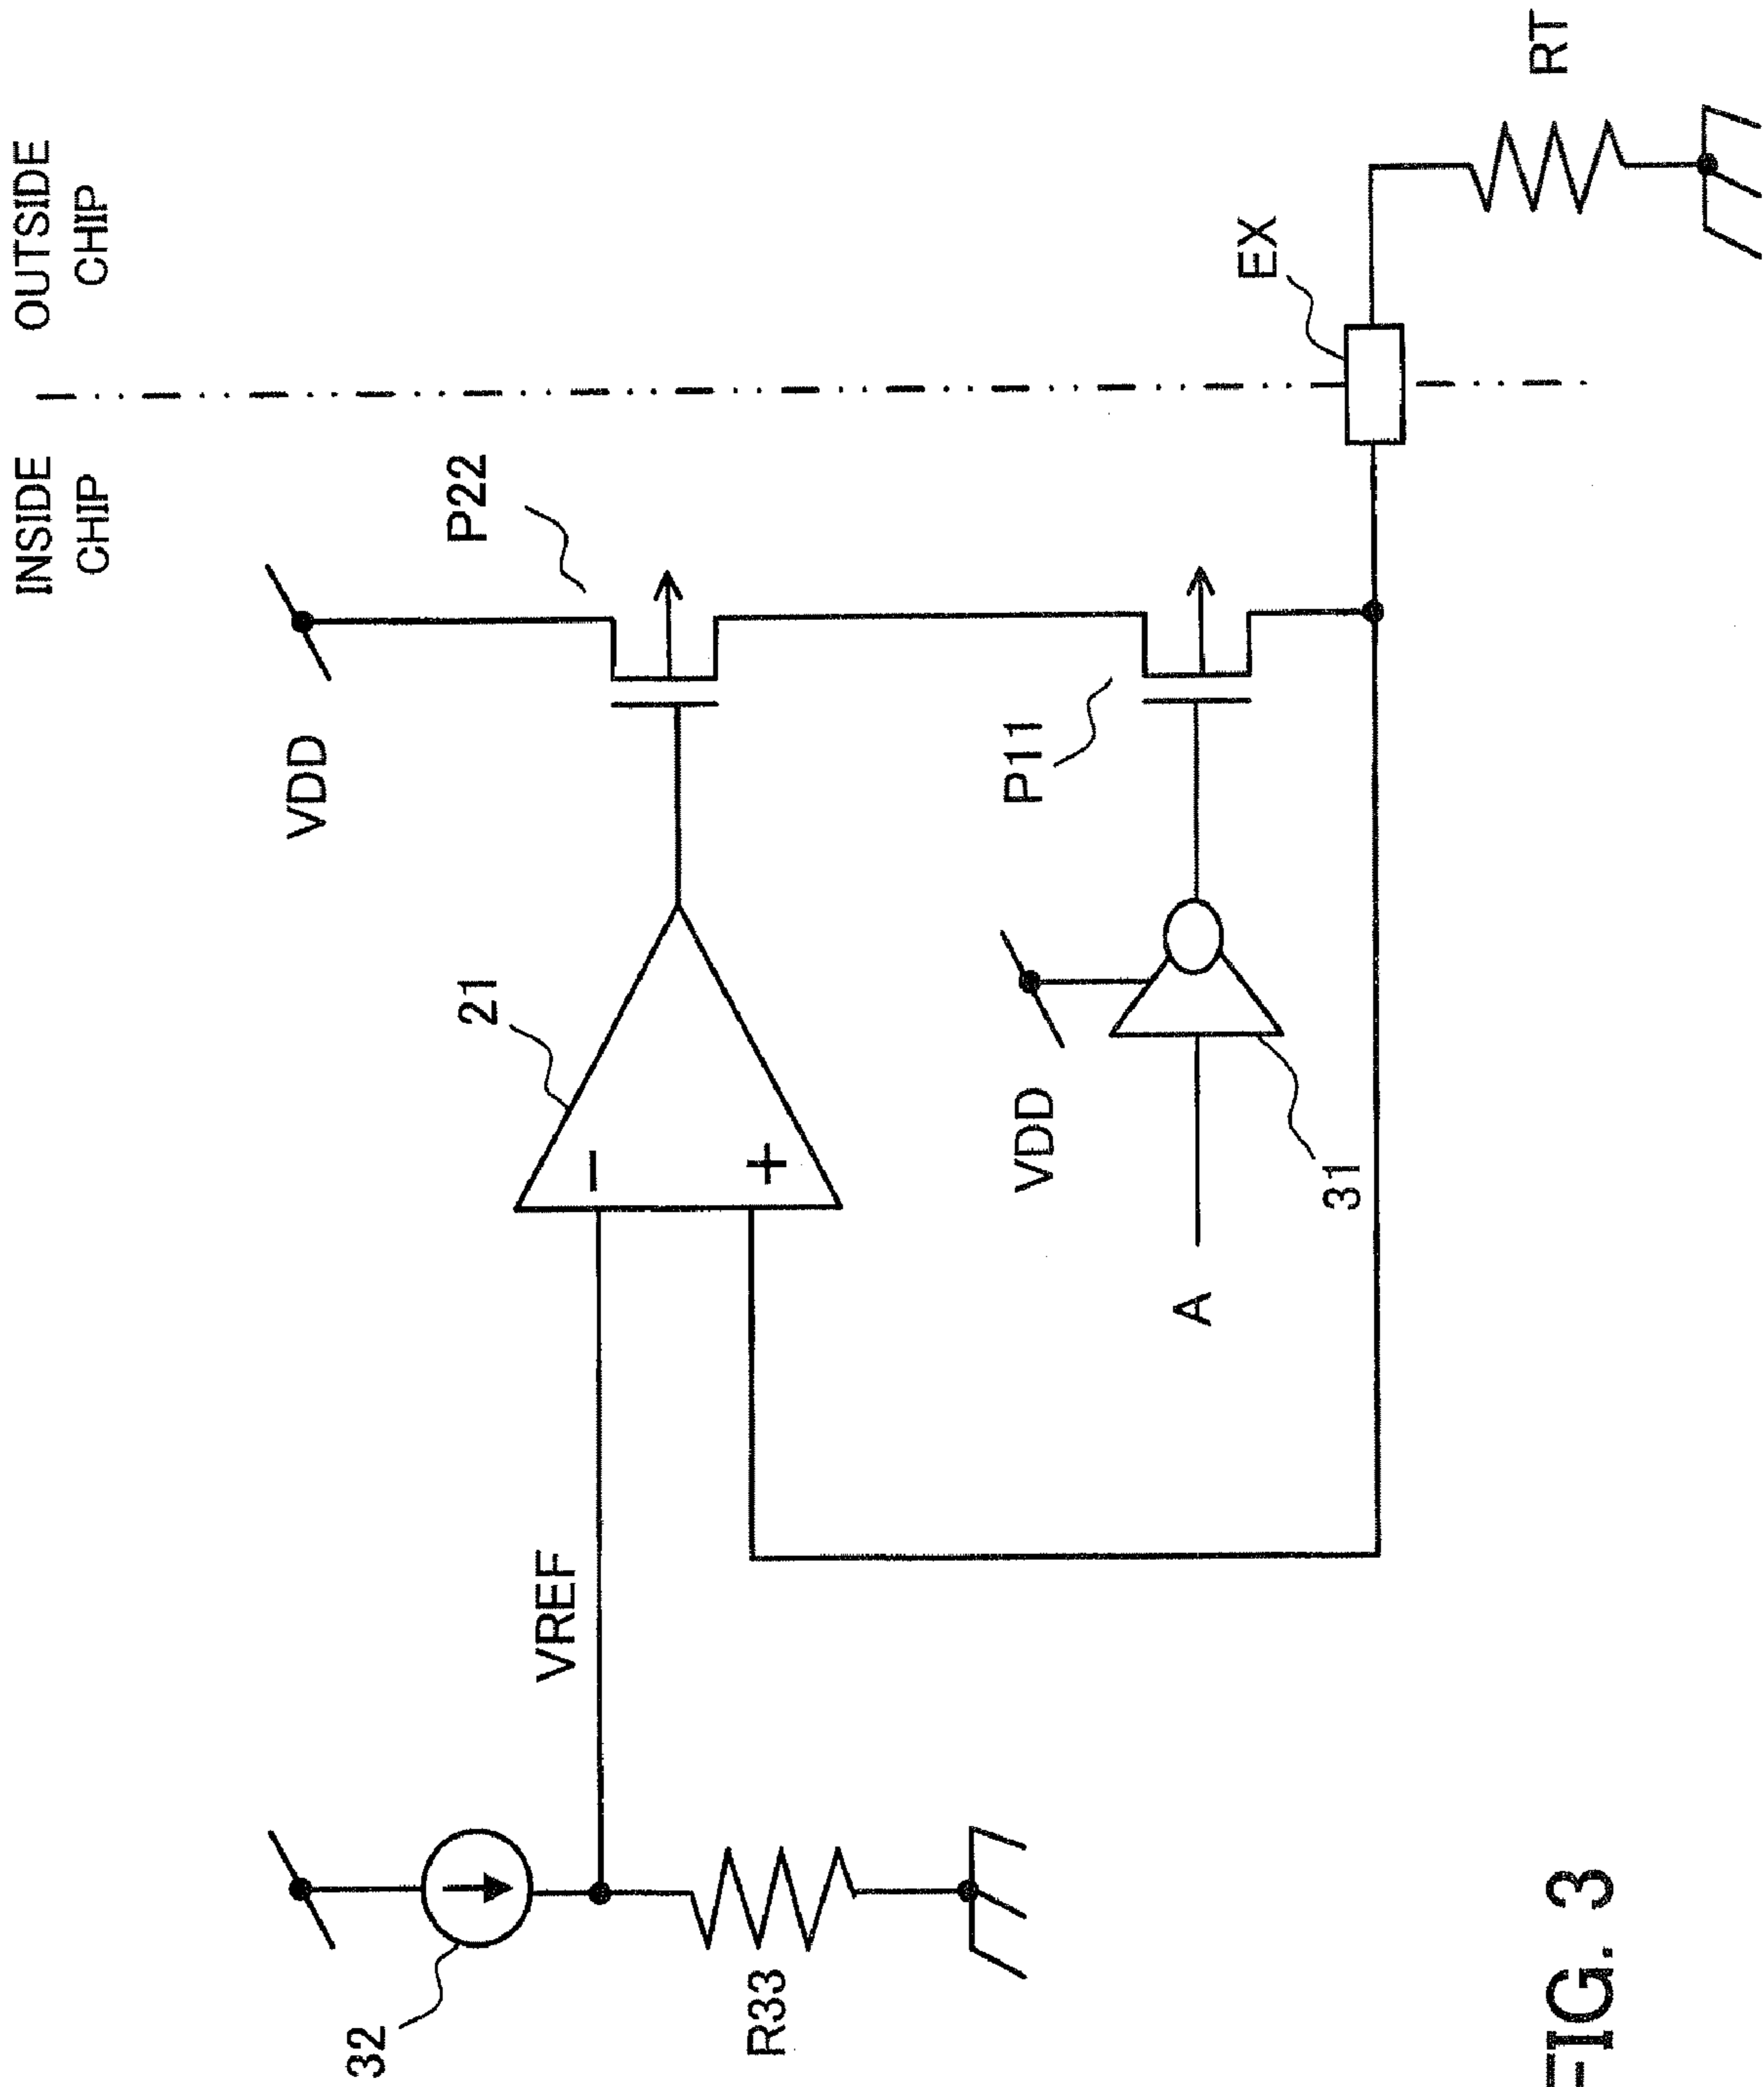 INSIDE
CHIP
OUTSIDE
CHIP
VDD
P22
21
32
VREF
−
+
R33
VDD
P11
A
31
EX
RT
FIG. 3